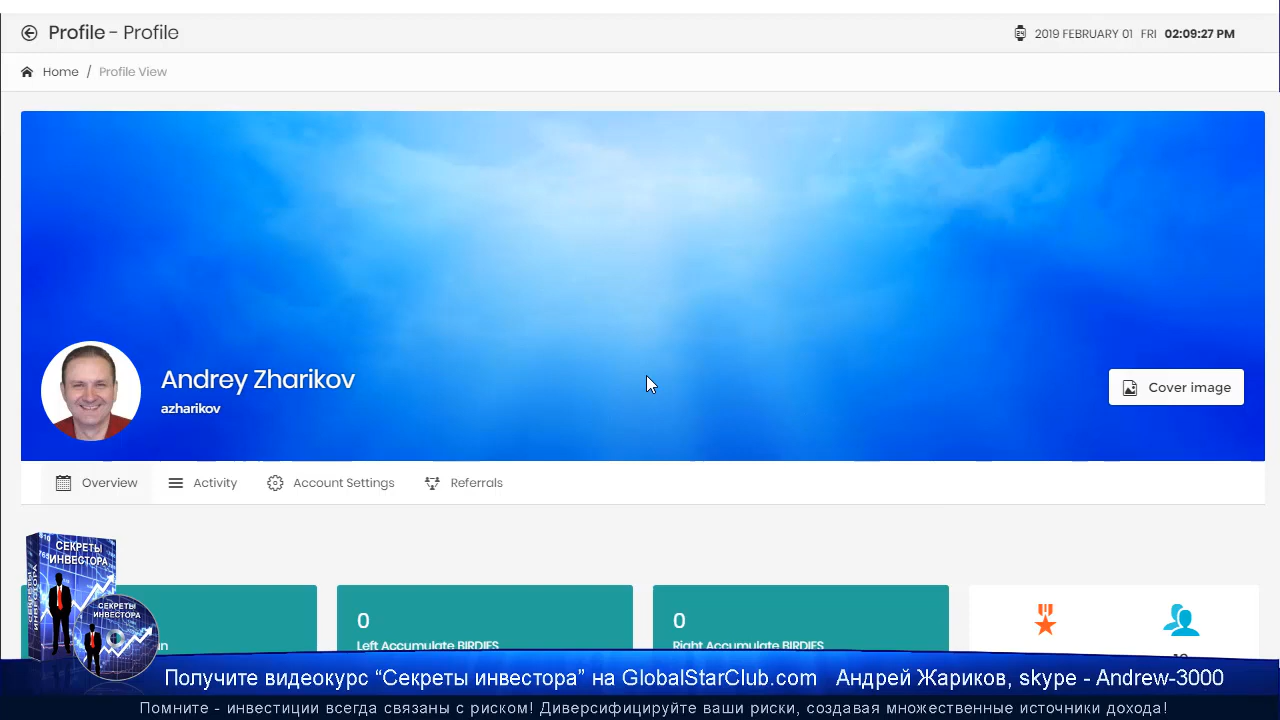 Profile - Profile
2019 FEBRUARY 01 FRI 02:09:27 PM
Home / Profile View
Andrey Zharikov
azharikov
Cover image
Overview
Activity
Account Settings
Referrals
СЕКРЕТЫ
ИНВЕСТОРА
СЕКРЕТЫ
ИНВЕСТОРА
0
Left Accumulate BIRDIES
0
Right Accumulate BIRDIES
Получите видеокурс “Секреты инвестора” на GlobalStarClub.com Андрей Жариков, skype - Andrew-3000
Помните - инвестиции всегда связаны с риском! Диверсифицируйте ваши риски, создавая множественные источники дохода!